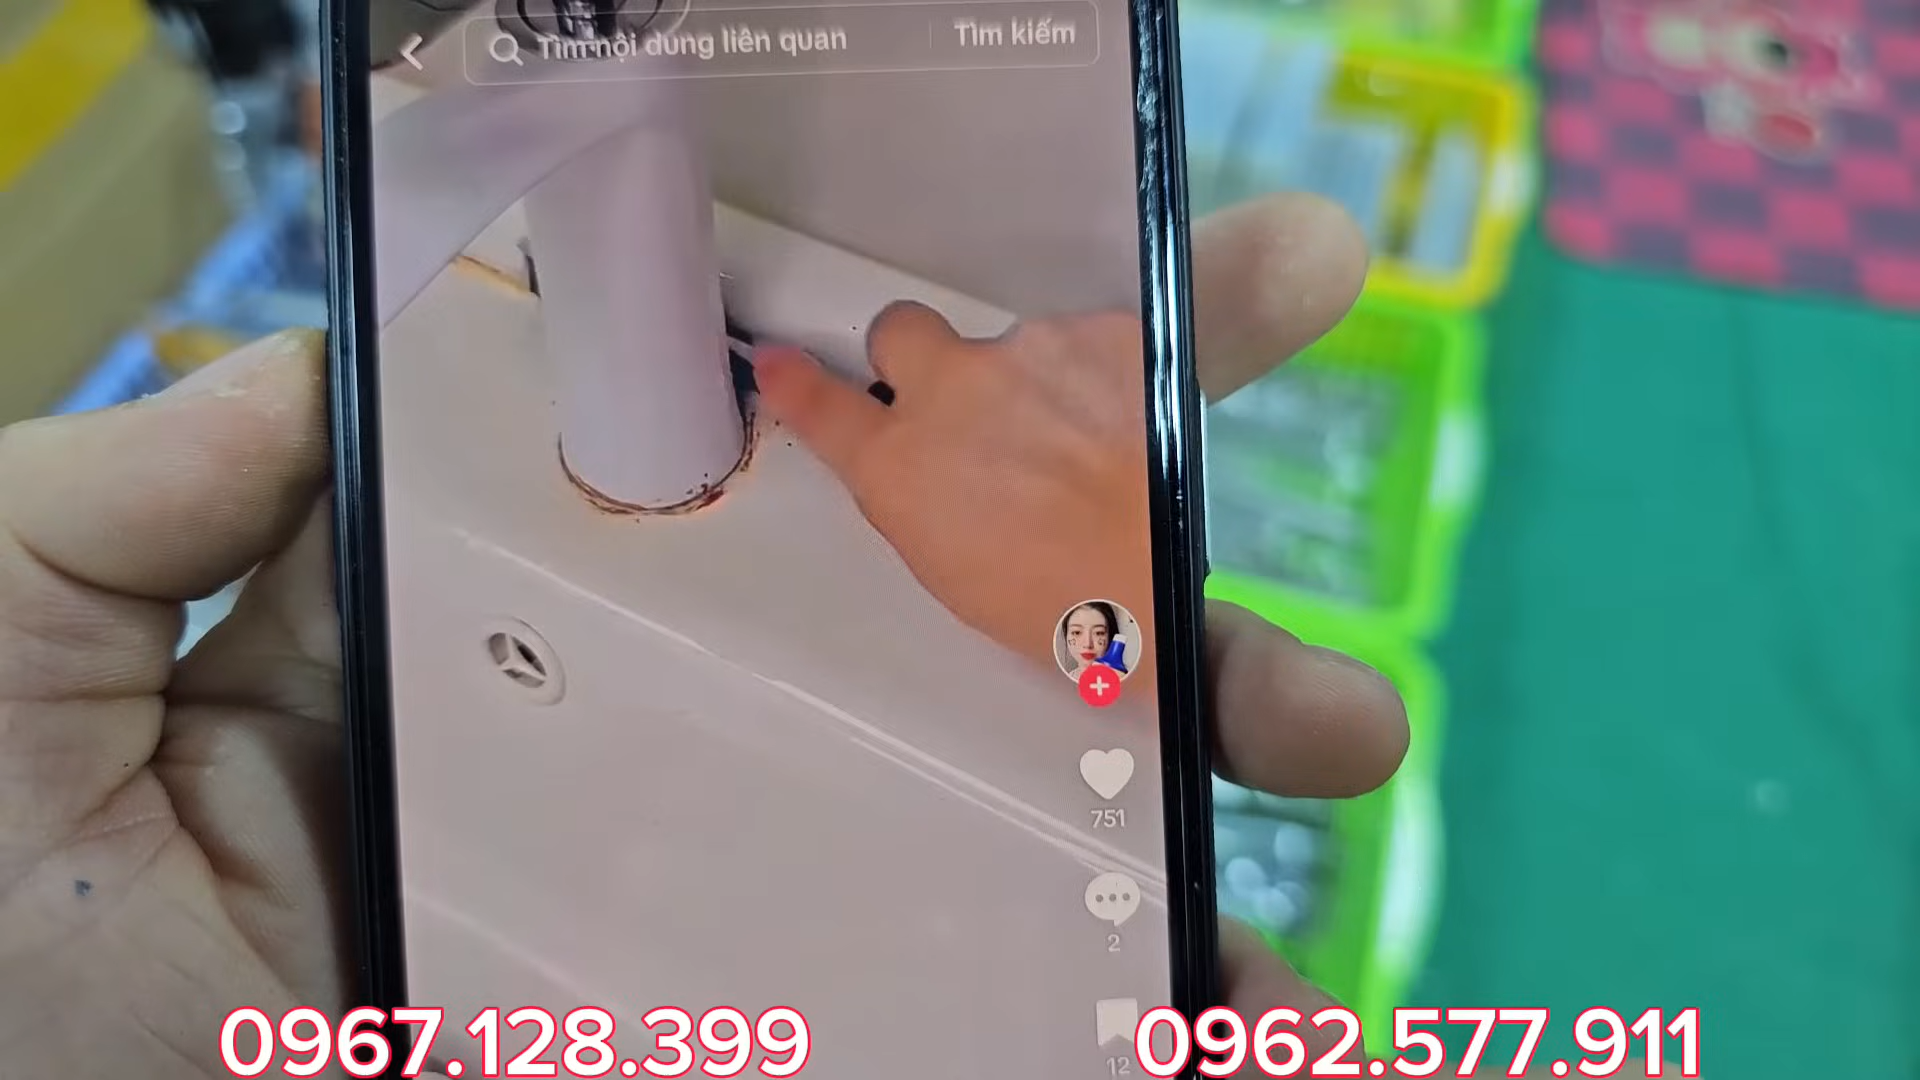 Tìm nội dung liên quan
Tìm kiếm
751
2
12
0967.128.399
0962.577.911